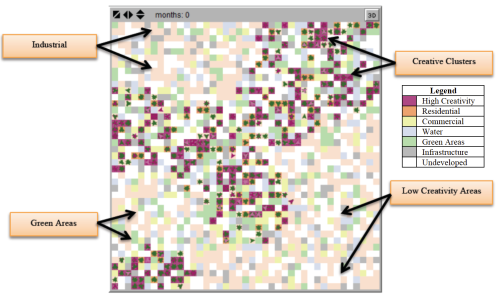 months: 0
3D
Industrial
Creative Clusters
Legend
High Creativity
Residential
Commercial
Water
Green Areas
Infrastructure
Undeveloped
Low Creativity Areas
Green Areas